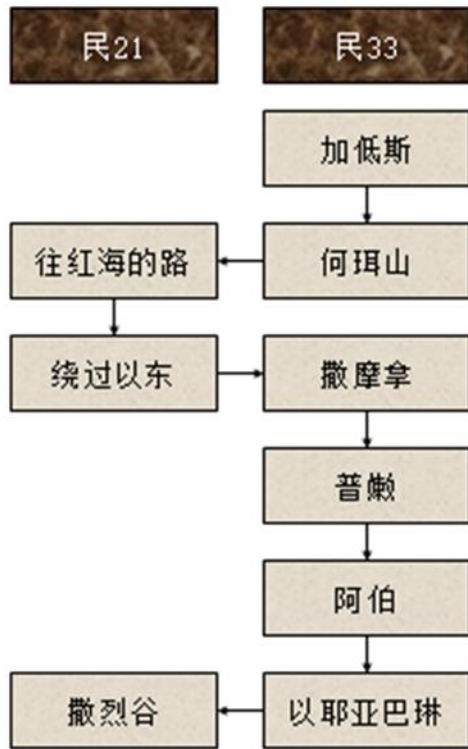 民21
民33
加低斯
往红海的路
何珥山
绕过以东
撒摩拿
普嫩
阿伯
撒烈谷
以耶亚巴琳